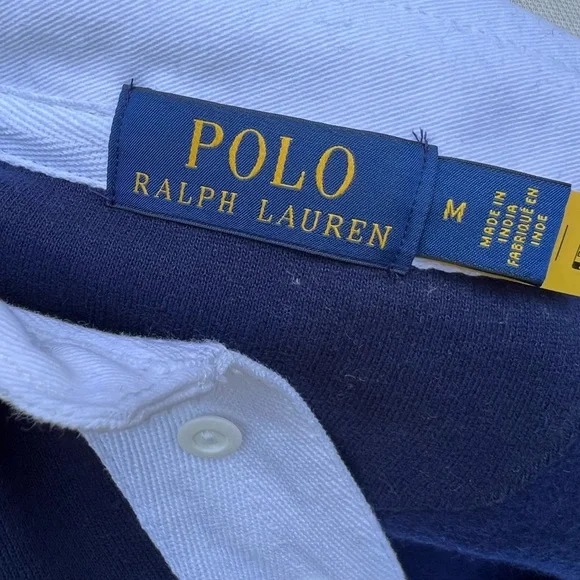 POLO
RALPH LAUREN
M
MADE IN
INDIA
FABRIQUÉ EN
INDE